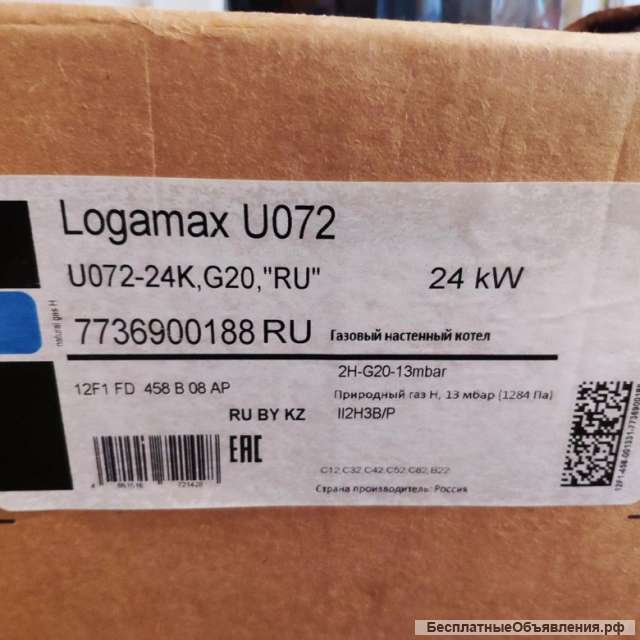 Logamax U072
U072-24K,G20,"RU"
24 kW
natural gas H
7736900188 RU
Газовый настенный котел
2H-G20-13mbar
12F1 FD 458 B 08 AP
Природный газ H, 13 мбар (1284 Па)
RU BY KZ
II2H3B/P
EAC
C12,C32,C42,C52,C82,B22
Страна производитель: Россия
БесплатныеОбъявления.рф